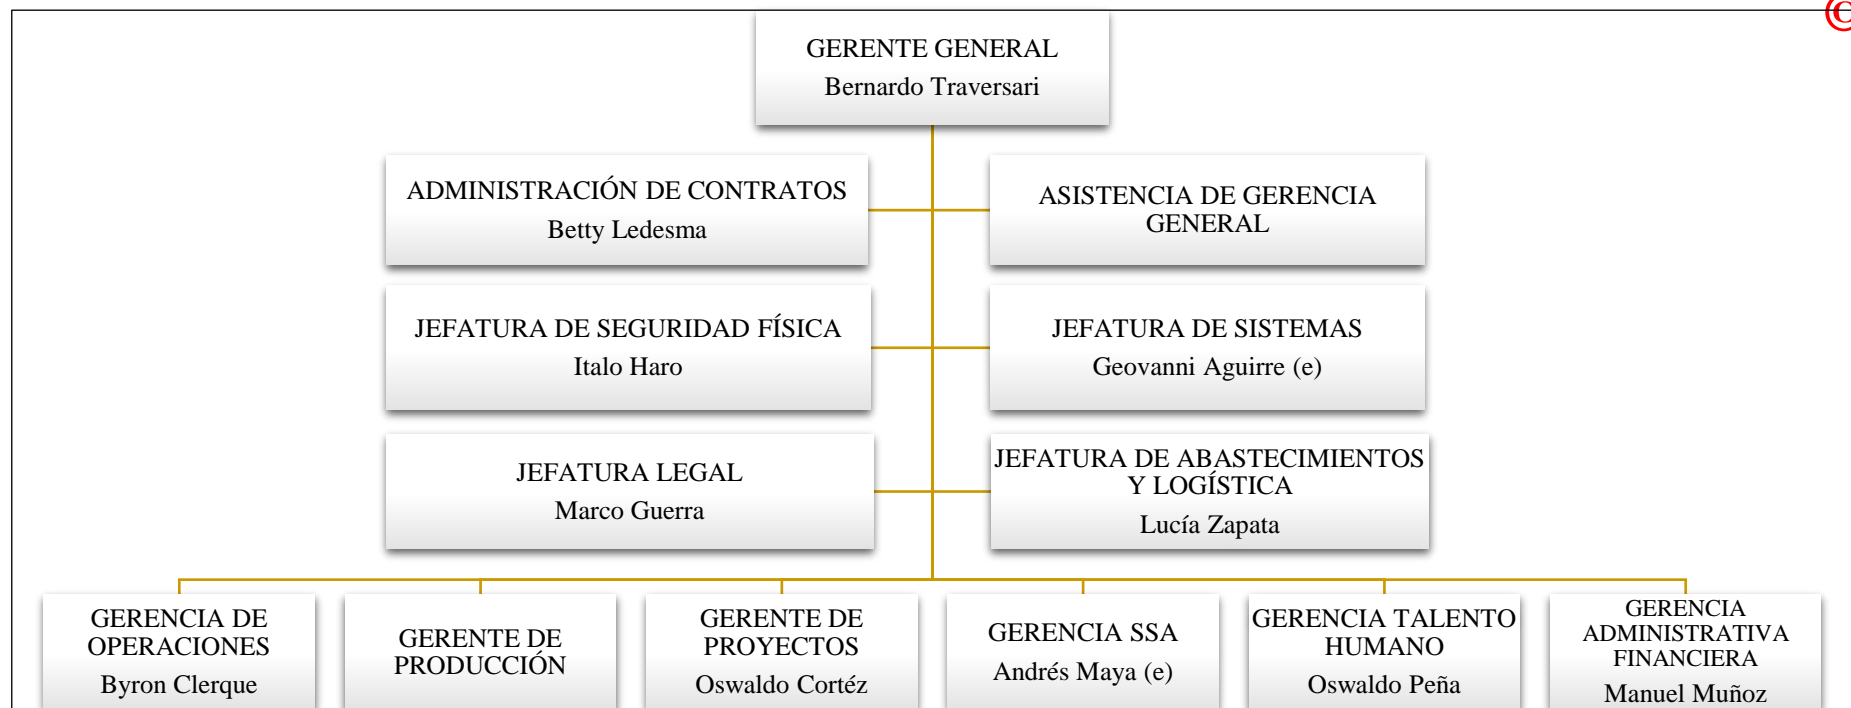 ©
GERENTE GENERAL
Bernardo Traversari
ADMINISTRACIÓN DE CONTRATOS
Betty Ledesma
ASISTENCIA DE GERENCIA
GENERAL
JEFATURA DE SEGURIDAD FÍSICA
Italo Haro
JEFATURA DE SISTEMAS
Geovanni Aguirre (e)
JEFATURA LEGAL
Marco Guerra
JEFATURA DE ABASTECIMIENTOS
Y LOGÍSTICA
Lucía Zapata
GERENCIA DE
OPERACIONES
Byron Clerque
GERENTE DE
PRODUCCIÓN
GERENTE DE
PROYECTOS
Oswaldo Cortéz
GERENCIA SSA
Andrés Maya (e)
GERENCIA TALENTO
HUMANO
Oswaldo Peña
GERENCIA
ADMINISTRATIVA
FINANCIERA
Manuel Muñoz